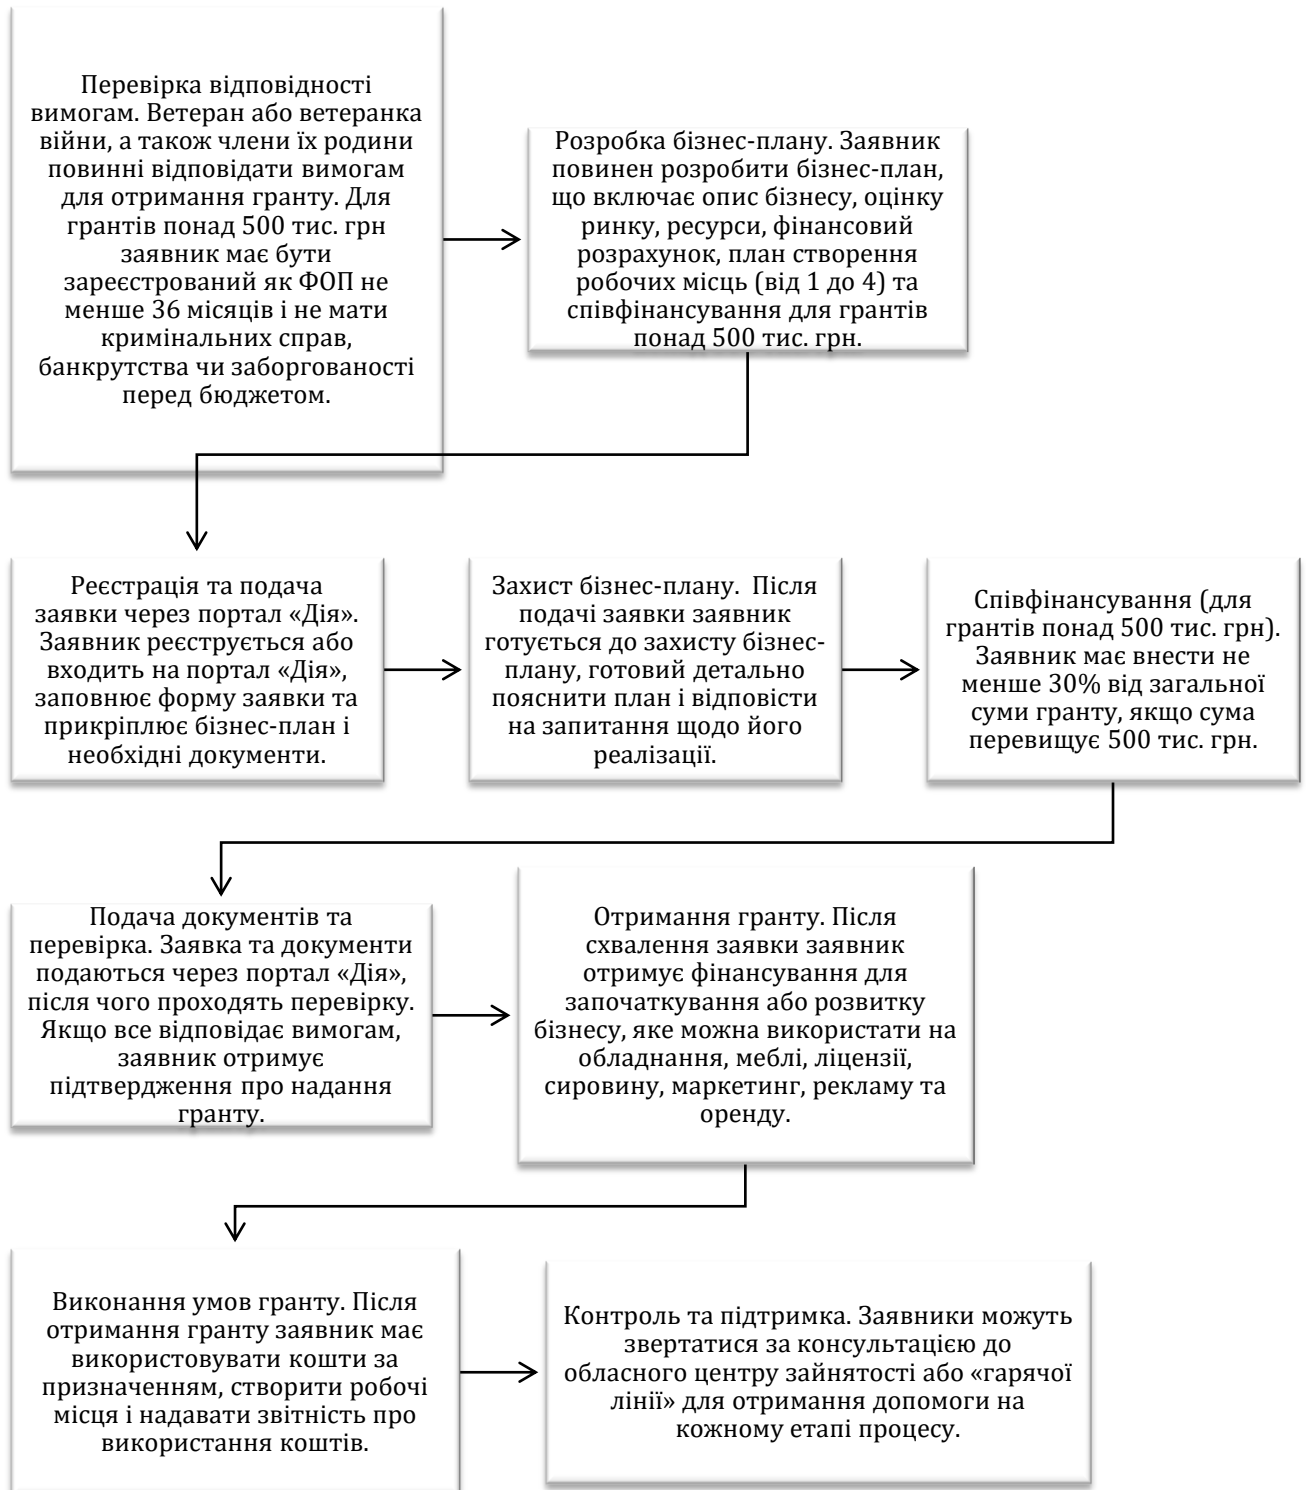 Перевірка відповідності
вимогам. Ветеран або ветеранка
війни, а також члени їх родини
повинні відповідати вимогам
для отримання гранту. Для
грантів понад 500 тис. грн
заявник має бути
зареєстрований як ФОП не
менше 36 місяців і не мати
кримінальних справ,
банкрутства чи заборгованості
перед бюджетом.
Розробка бізнес-плану. Заявник
повинен розробити бізнес-план,
що включає опис бізнесу, оцінку
ринку, ресурси, фінансовий
розрахунок, план створення
робочих місць (від 1 до 4) та
співфінансування для грантів
понад 500 тис. грн.
Реєстрація та подача
заявки через портал «Дія».
Заявник реєструється або
входить на портал «Дія»,
заповнює форму заявки та
прикріплює бізнес-план і
необхідні документи.
Захист бізнес-плану.  Після
подачі заявки заявник
готується до захисту бізнес-
плану, готовий детально
пояснити план і відповісти
на запитання щодо його
реалізації.
Співфінансування (для
грантів понад 500 тис. грн).
Заявник має внести не
менше 30% від загальної
суми гранту, якщо сума
перевищує 500 тис. грн.
Подача документів та
перевірка. Заявка та документи
подаються через портал «Дія»,
після чого проходять перевірку.
Якщо все відповідає вимогам,
заявник отримує
підтвердження про надання
гранту.
Отримання гранту. Після
схвалення заявки заявник
отримує фінансування для
започаткування або розвитку
бізнесу, яке можна використати на
обладнання, меблі, ліцензії,
сировину, маркетинг, рекламу та
оренду.
Виконання умов гранту. Після
отримання гранту заявник має
використовувати кошти за
призначенням, створити робочі
місця і надавати звітність про
використання коштів.
Контроль та підтримка. Заявники можуть
звертатися за консультацією до
обласного центру зайнятості або «гарячої
лінії» для отримання допомоги на
кожному етапі процесу.